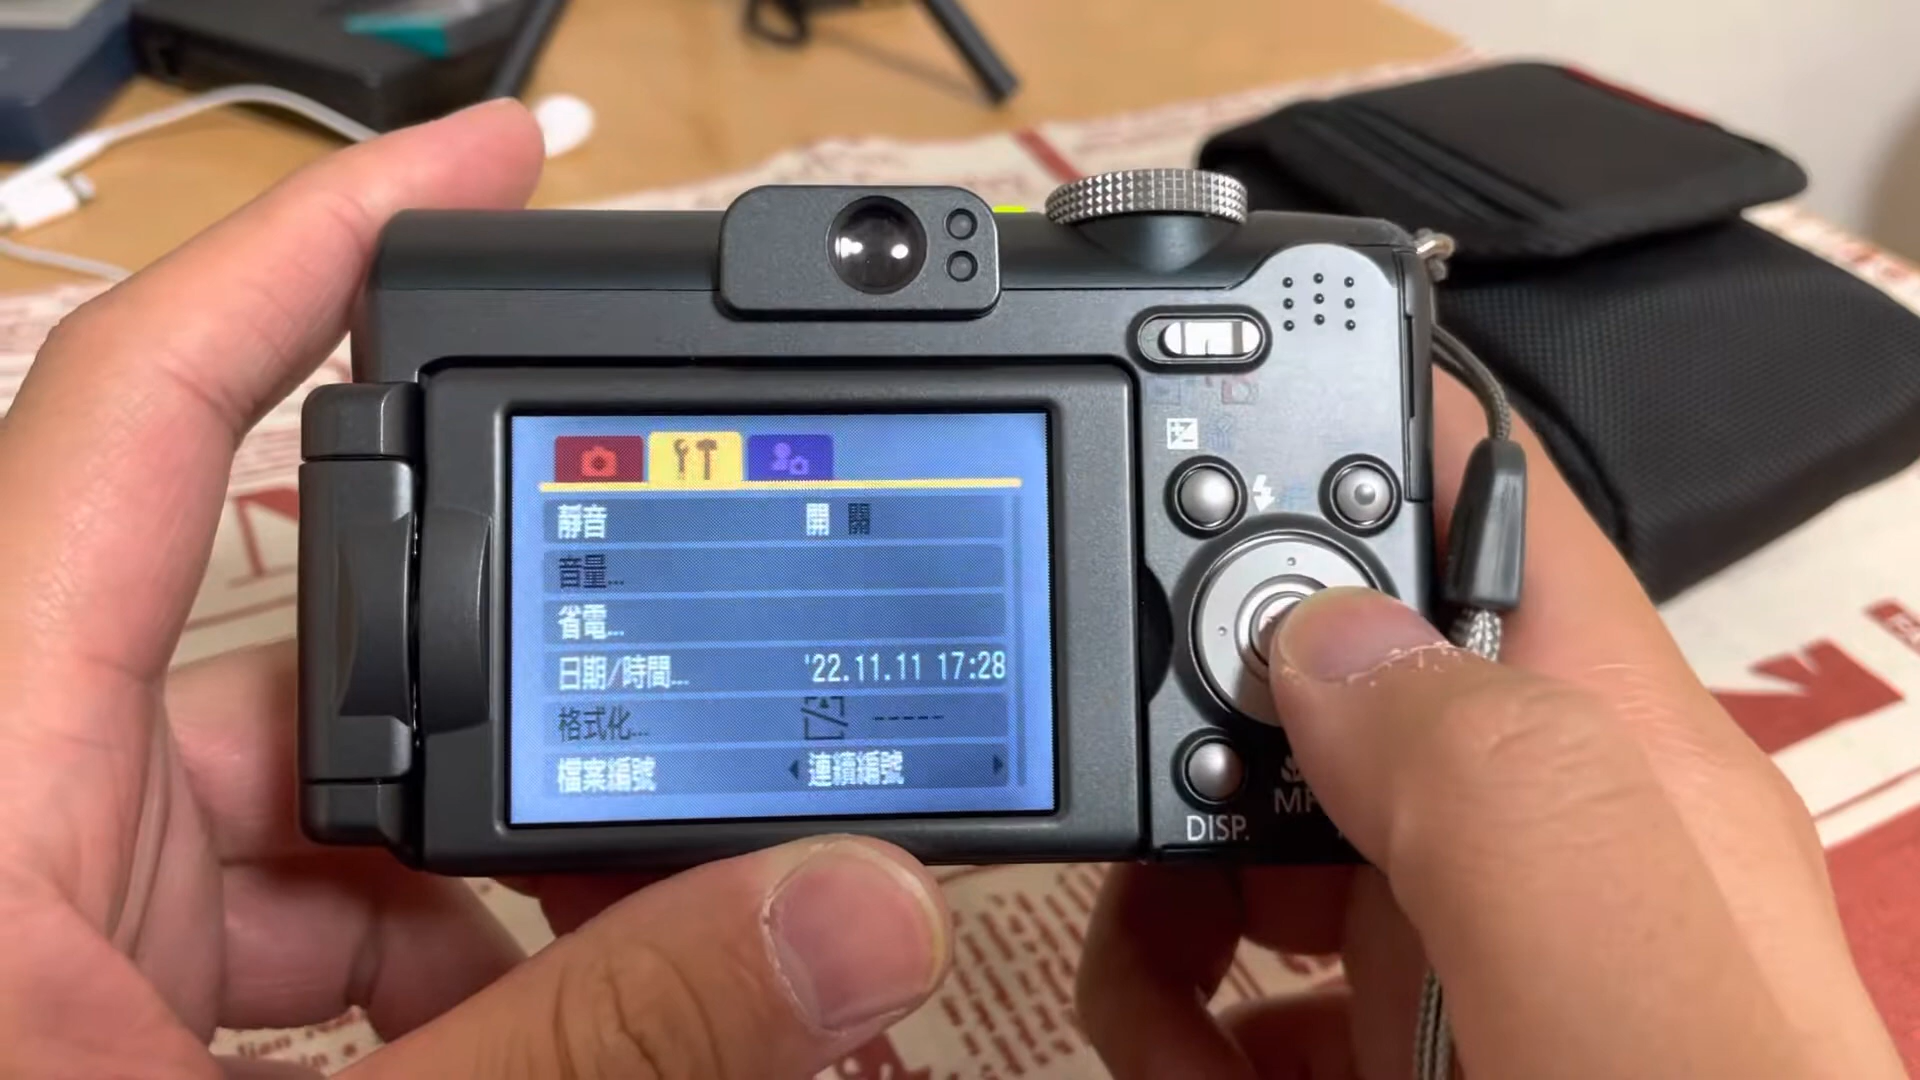 靜音 開 關
音量...
省電...
日期/時間... '22.11.11 17:28
格式化... -----
檔案編號 連續編號
DISP.